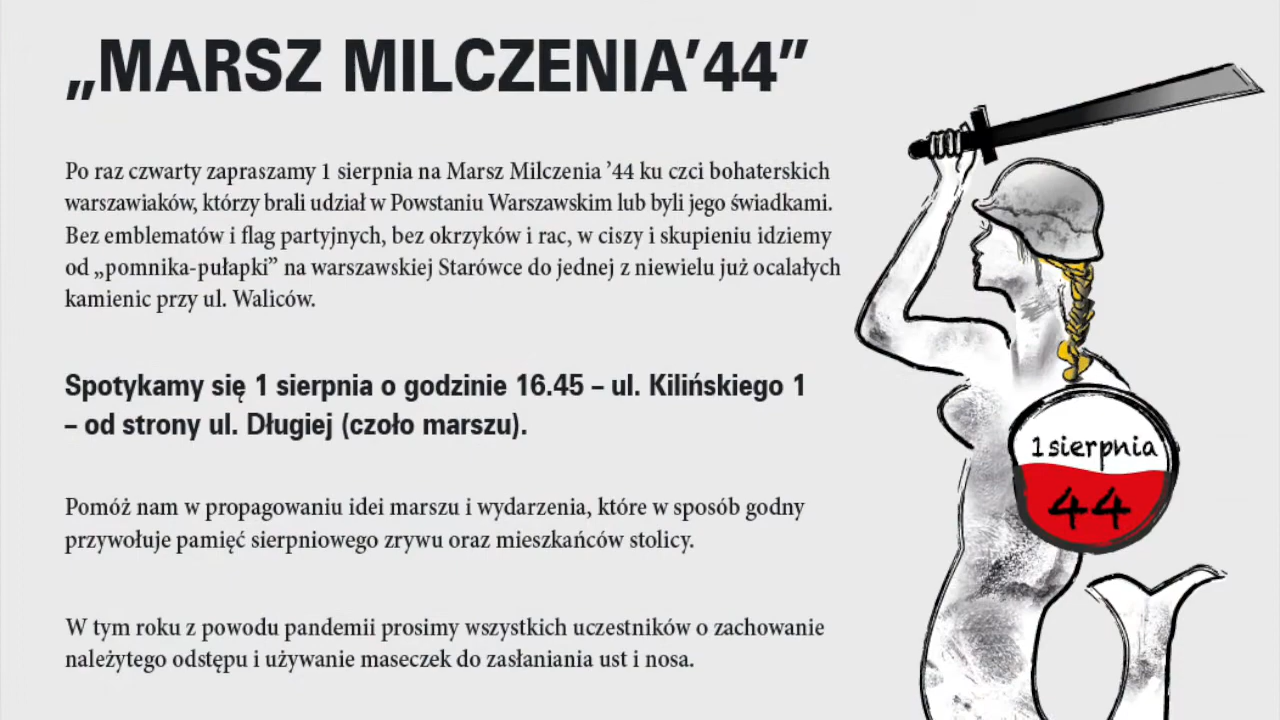 „MARSZ MILCZENIA’44”
Po raz czwarty zapraszamy 1 sierpnia na Marsz Milczenia ’44 ku czci bohaterskich
warszawiaków, którzy brali udział w Powstaniu Warszawskim lub byli jego świadkami.
Bez emblematów i flag partyjnych, bez okrzyków i rac, w ciszy i skupieniu idziemy
od „pomnika-pułapki” na warszawskiej Starówce do jednej z niewielu już ocalałych
kamienic przy ul. Waliców.
Spotykamy się 1 sierpnia o godzinie 16.45 – ul. Kilińskiego 1
– od strony ul. Długiej (czoło marszu).
Pomóż nam w propagowaniu idei marszu i wydarzenia, które w sposób godny
przywołuje pamięć sierpniowego zrywu oraz mieszkańców stolicy.
W tym roku z powodu pandemii prosimy wszystkich uczestników o zachowanie
należytego odstępu i używanie maseczek do zasłaniania ust i nosa.
1 sierpnia
44